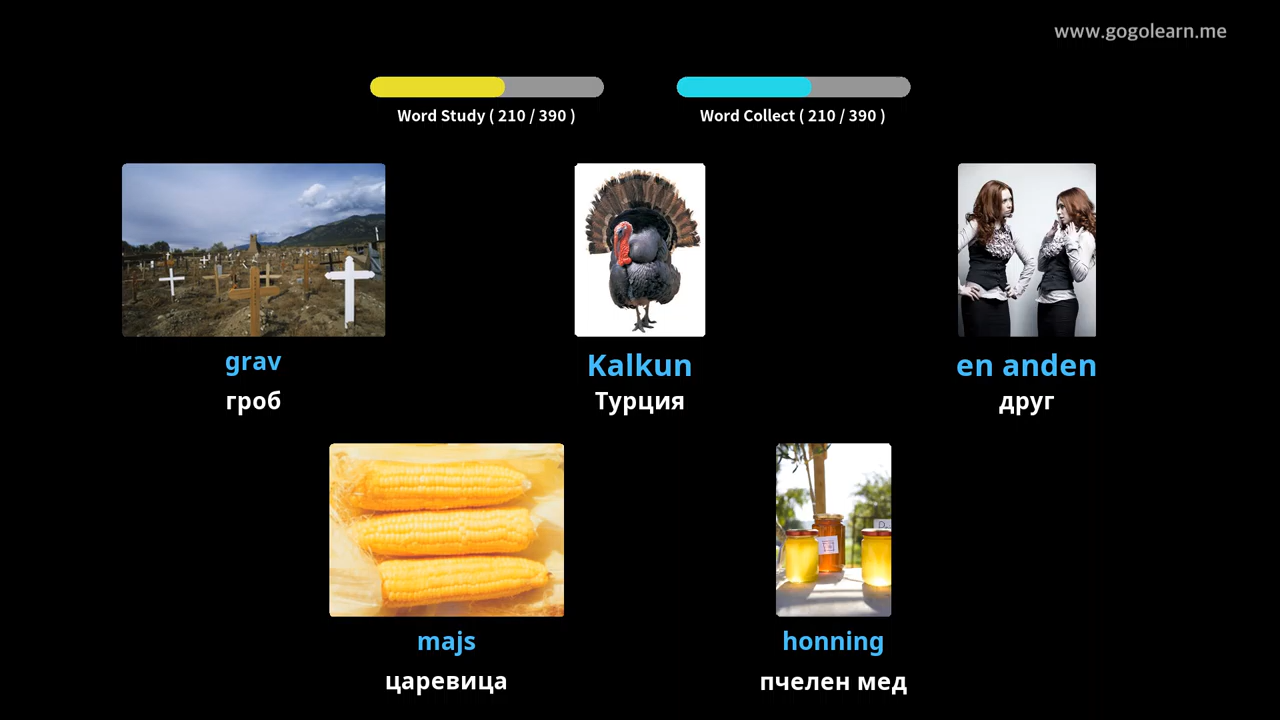 www.gogolearn.me
Word Study ( 210 / 390 )
Word Collect ( 210 / 390 )
grav
Kalkun
en anden
гроб
Турция
друг
majs
honning
царевица
пчелен мед